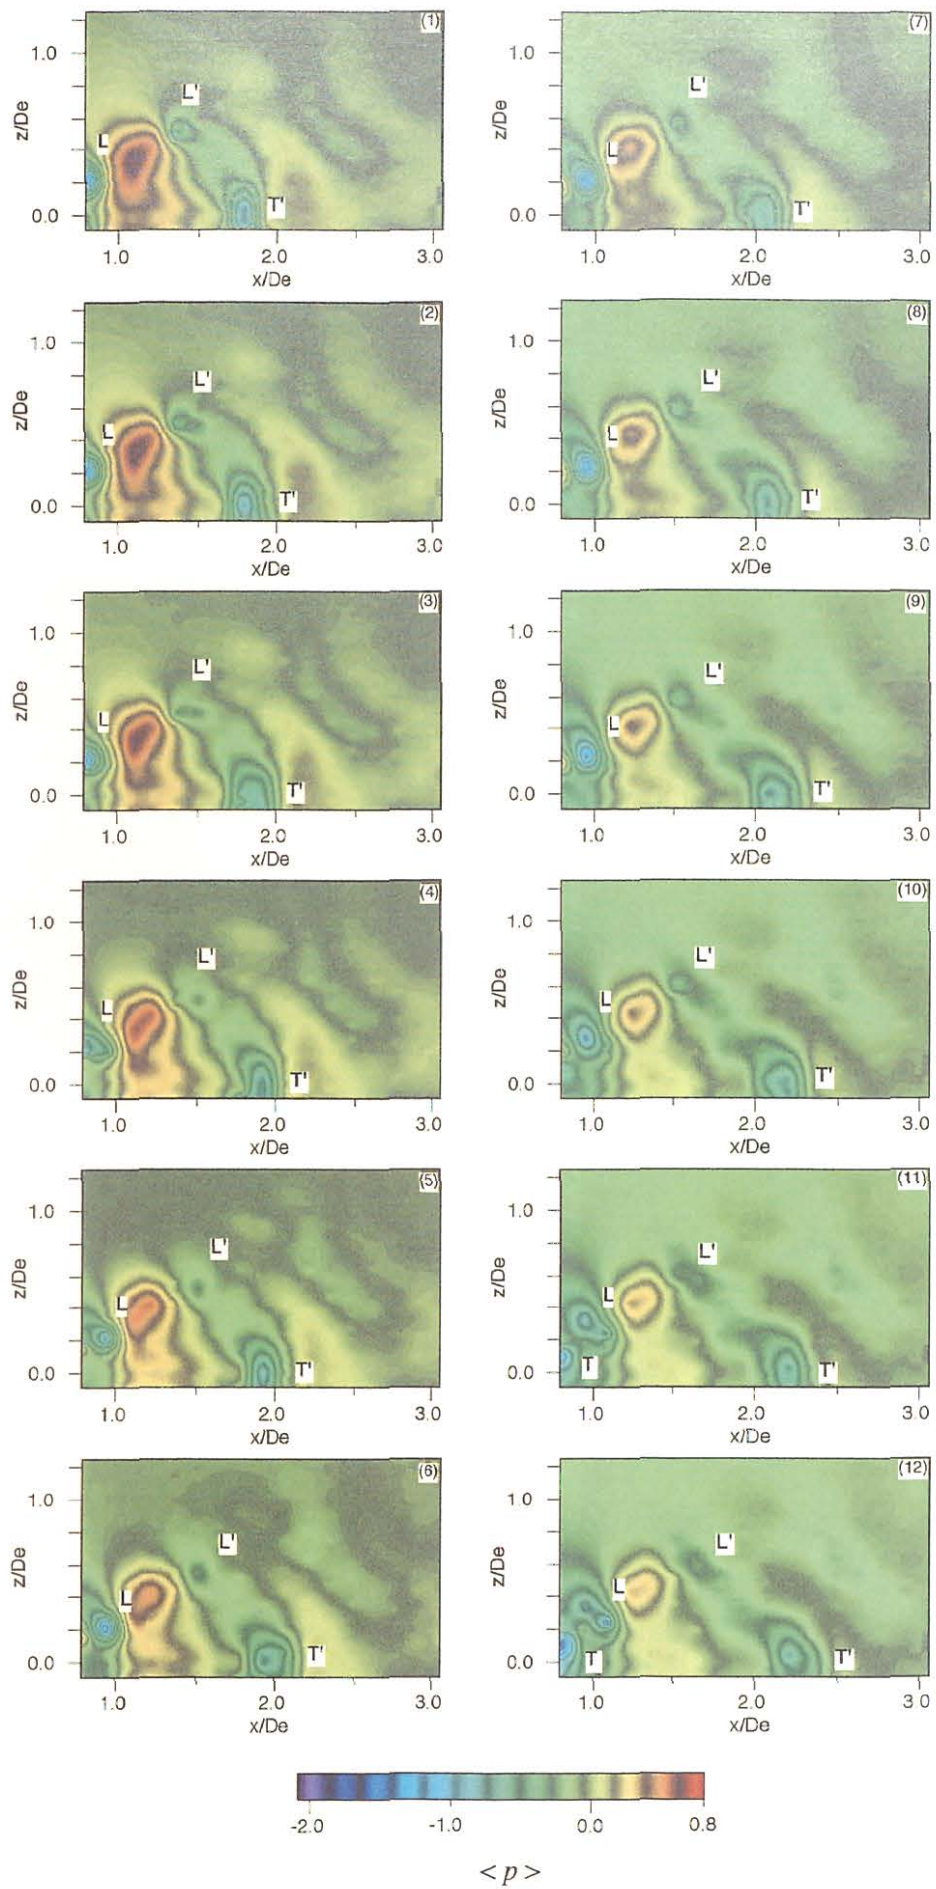 (1)
z/De
1.0
0.0
L
L'
T'
1.0 2.0 3.0
x/De
(2)
z/De
1.0
0.0
L
L'
T'
1.0 2.0 3.0
x/De
(3)
z/De
1.0
0.0
L
L'
T'
1.0 2.0 3.0
x/De
(4)
z/De
1.0
0.0
L
L'
T'
1.0 2.0 3.0
x/De
(5)
z/De
1.0
0.0
L
L'
T'
1.0 2.0 3.0
x/De
(6)
z/De
1.0
0.0
L
L'
T'
1.0 2.0 3.0
x/De
(7)
z/De
1.0
0.0
L
L'
T'
1.0 2.0 3.0
x/De
(8)
z/De
1.0
0.0
L
L'
T'
1.0 2.0 3.0
x/De
(9)
z/De
1.0
0.0
L
L'
T'
1.0 2.0 3.0
x/De
(10)
z/De
1.0
0.0
L
L'
T'
1.0 2.0 3.0
x/De
(11)
z/De
1.0
0.0
L
L'
T
T'
1.0 2.0 3.0
x/De
(12)
z/De
1.0
0.0
L
L'
T
T'
1.0 2.0 3.0
x/De
-2.0 -1.0 0.0 0.8
< p >